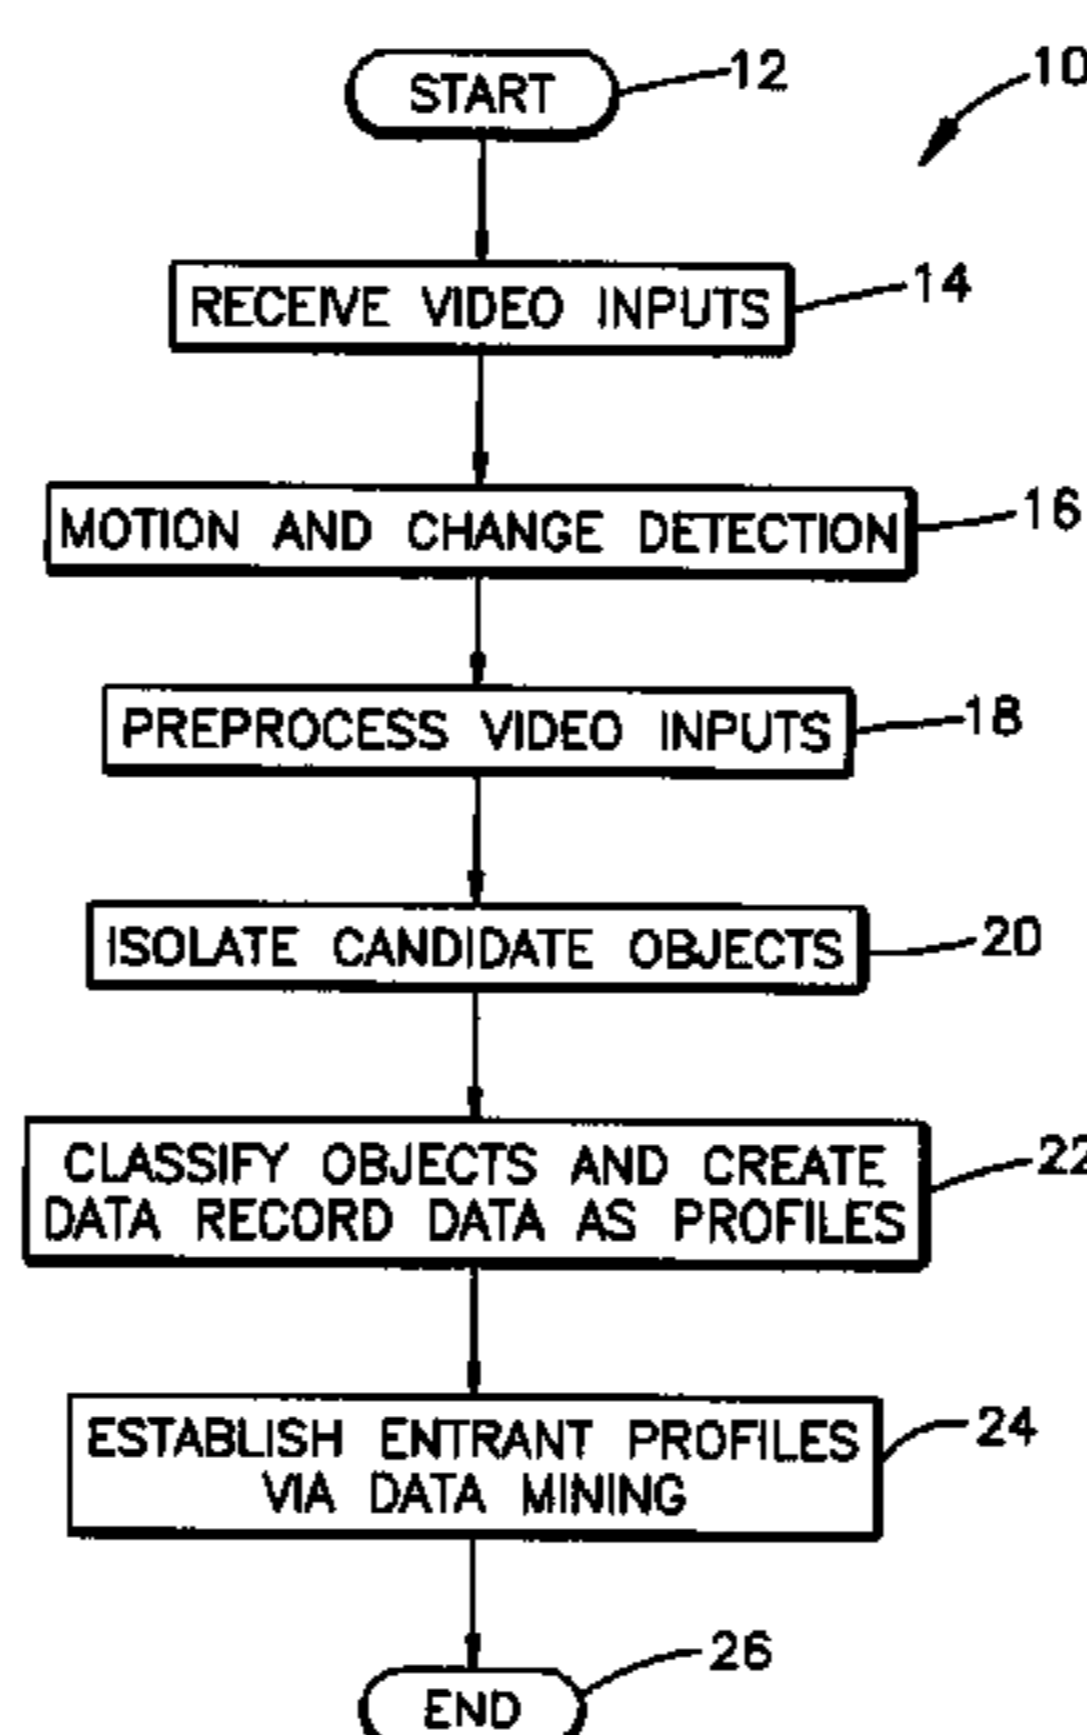 START
12
10
RECEIVE VIDEO INPUTS
14
MOTION AND CHANGE DETECTION
16
PREPROCESS VIDEO INPUTS
18
ISOLATE CANDIDATE OBJECTS
20
CLASSIFY OBJECTS AND CREATE
DATA RECORD DATA AS PROFILES
22
ESTABLISH ENTRANT PROFILES
VIA DATA MINING
24
END
26